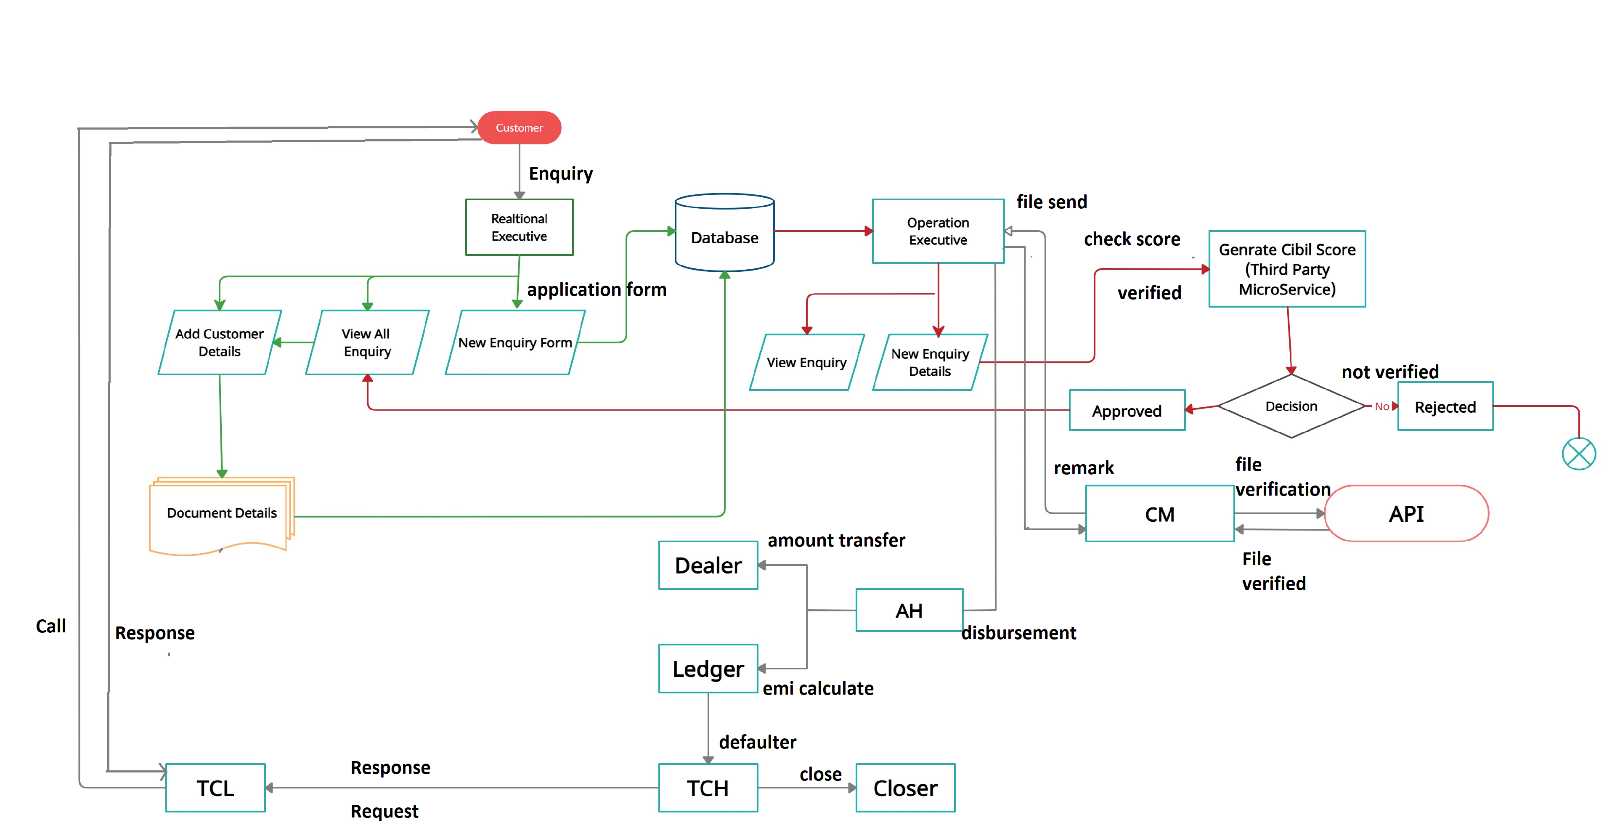 Customer
Enquiry
Realtional
Executive
Database
Operation
Executive
file send
check score
verified
Genrate Cibil Score
(Third Party
MicroService)
application form
Add Customer
Details
View All
Enquiry
New Enquiry Form
View Enquiry
New Enquiry
Details
not verified
Approved
Decision
No
Rejected
remark
file
verification
Document Details
CM
API
File
verified
amount transfer
Dealer
AH
disbursement
Call
Response
Ledger
emi calculate
defaulter
TCL
Response
Request
TCH
close
Closer